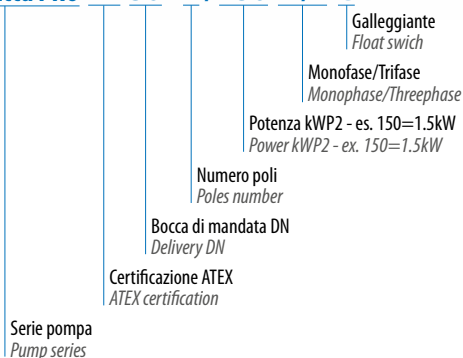 Galleggiante
Float swich
Monofase/Trifase
Monophase/Threephase
Potenza kWP2 - es. 150=1.5kW
Power kWP2 - ex. 150=1.5kW
Numero poli
Poles number
Bocca di mandata DN
Delivery DN
Certificazione ATEX
ATEX certification
Serie pompa
Pump series